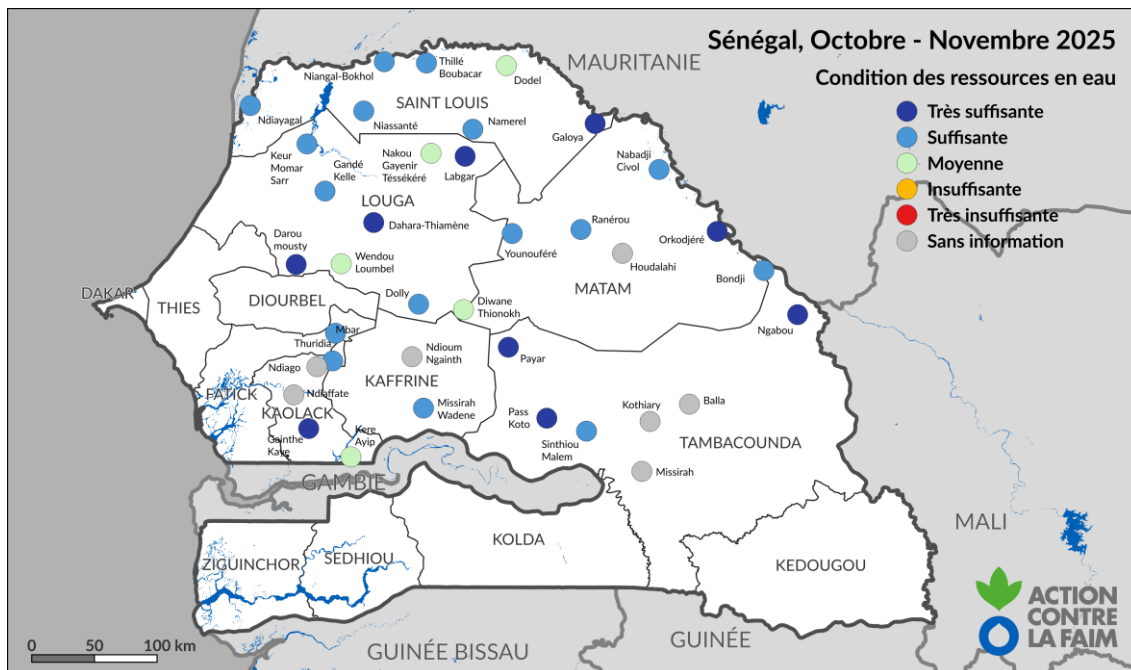 Sénégal, Octobre - Novembre 2025
Condition des ressources en eau
Très suffisante
Suffisante
Moyenne
Insuffisante
Très insuffisante
Sans information
MAURITANIE
Niangal-Bokhol
Thillé
Boubacar
Dodel
SAINT LOUIS
Ndiayagal
Niassanté
Namerel
Galoya
Keur
Momar
Sarr
Gandé
Kelle
Nakou
Gayenir
Téssékéré
Labgar
Nabadji
Civol
LOUGA
Dahara-Thiamène
Ranérou
Younouféré
Orkodjéré
Darou
mousty
Wendou
Loumbel
Houdalahi
Bondji
DAKAR
THIES
DIOURBEL
Dolly
Diwane
Thionokh
MATAM
Ngabou
Mbar
Thuridia
Ndiago
Ndioum
Ngainth
Payar
KAFFRINE
FATICK
Ndiaffate
KAOLACK
Missirah
Wadene
Pass
Koto
Kothiary
Balla
Gainthe
Kaye
Kere
Ayip
Sinthiou
Malem
TAMBACOUNDA
Missirah
GAMBIE
MALI
KOLDA
ZIGUINCHOR
SEDHIOU
KEDOUGOU
GUINÉE BISSAU
GUINÉE
0 50 100 km
ACTION
CONTRE
LA FAIM